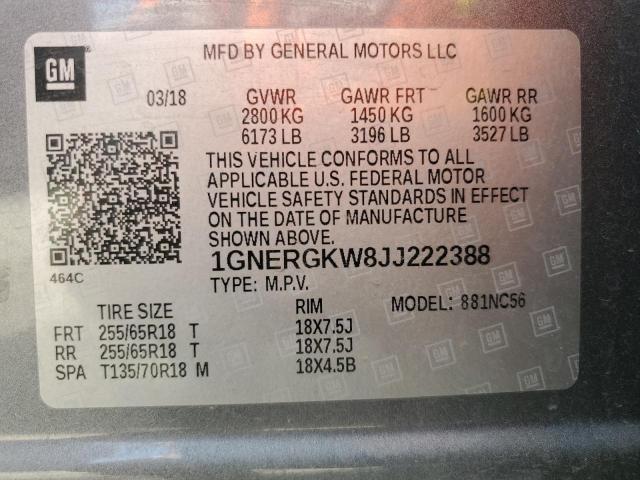 GM
MFD BY GENERAL MOTORS LLC
03/18 GVWR GAWR FRT GAWR RR
2800 KG 1450 KG 1600 KG
6173 LB 3196 LB 3527 LB
THIS VEHICLE CONFORMS TO ALL
APPLICABLE U.S. FEDERAL MOTOR
VEHICLE SAFETY STANDARDS IN EFFECT
ON THE DATE OF MANUFACTURE
SHOWN ABOVE.
464C
1GNERGKW8JJ222388
TYPE: M.P.V.
TIRE SIZE RIM MODEL: 881NC56
FRT 255/65R18 T 18X7.5J
RR 255/65R18 T 18X7.5J
SPA T135/70R18 M 18X4.5B